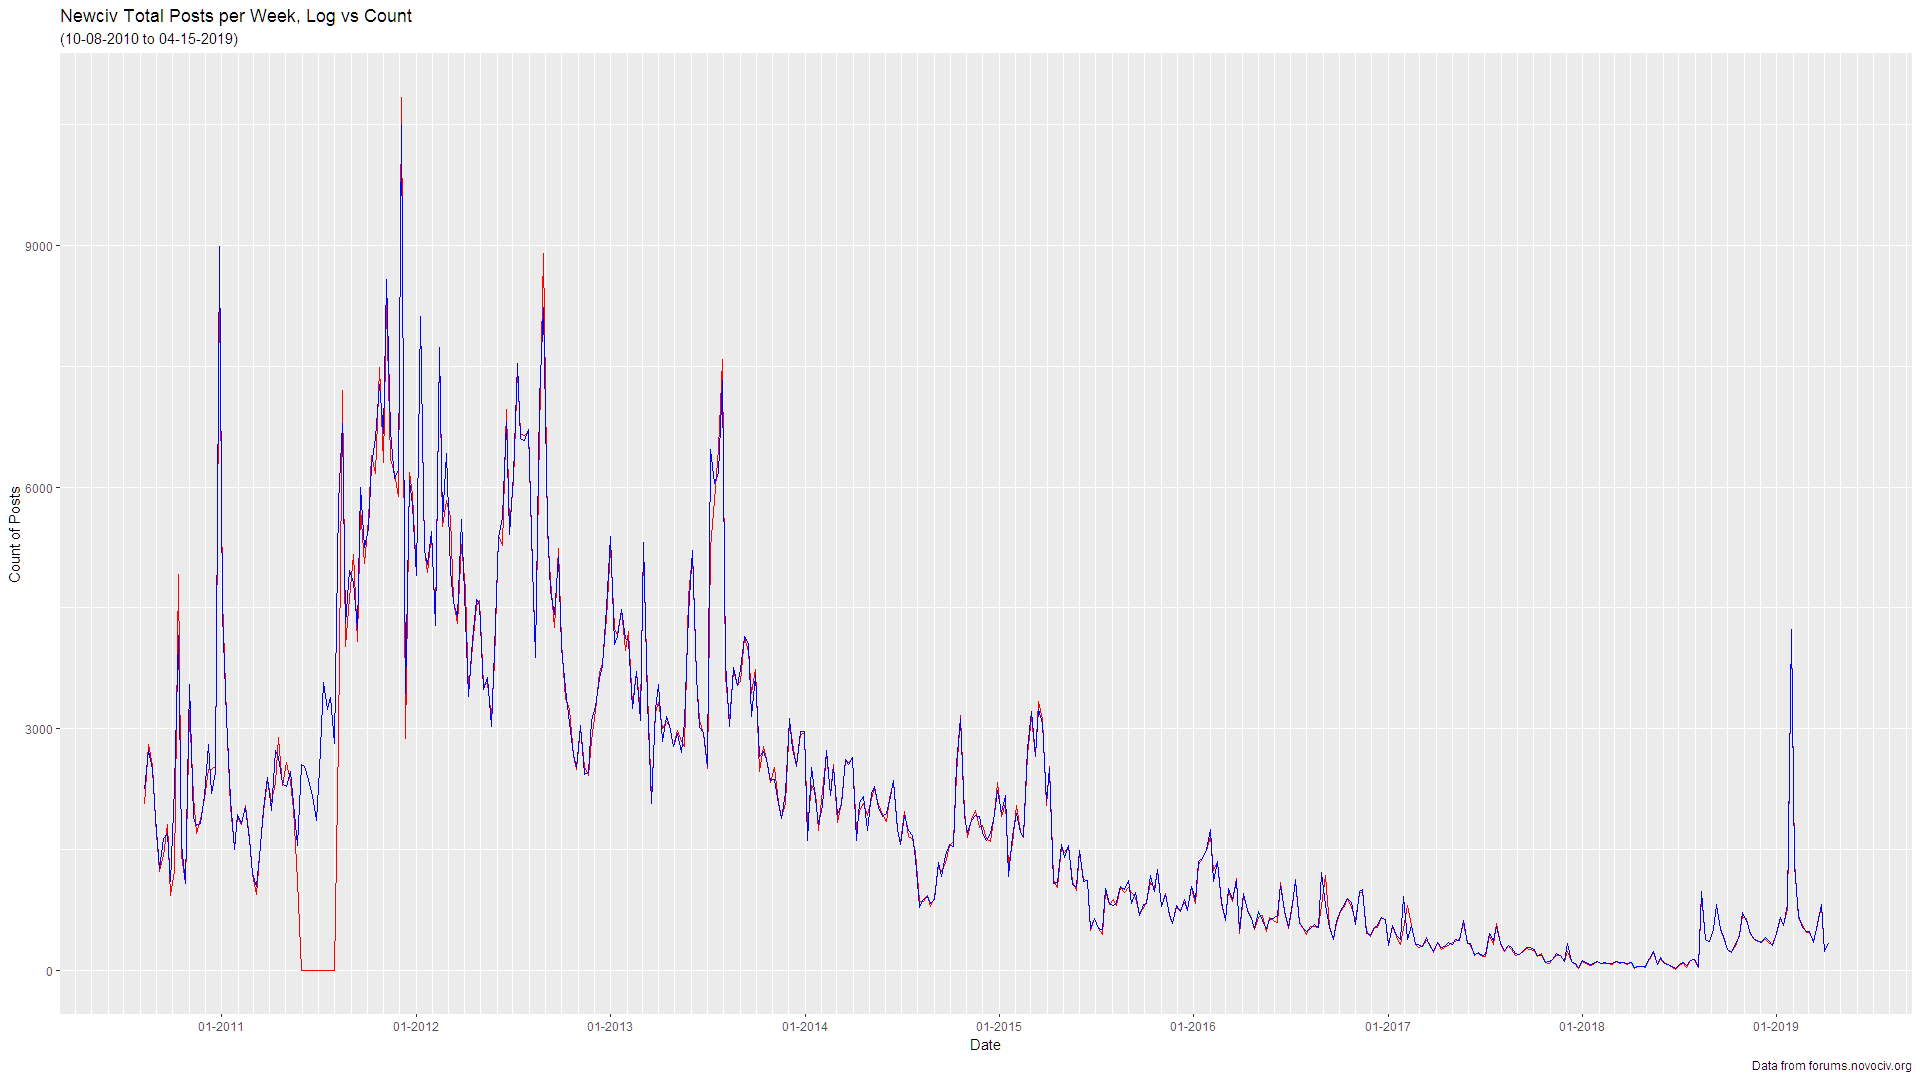 Newciv Total Posts per Week, Log vs Count
(10-08-2010 to 04-15-2019)
Count of Posts
9000
6000
3000
0
01-2011 01-2012 01-2013 01-2014 01-2015 01-2016 01-2017 01-2018 01-2019
Date
Data from forums.novociv.org